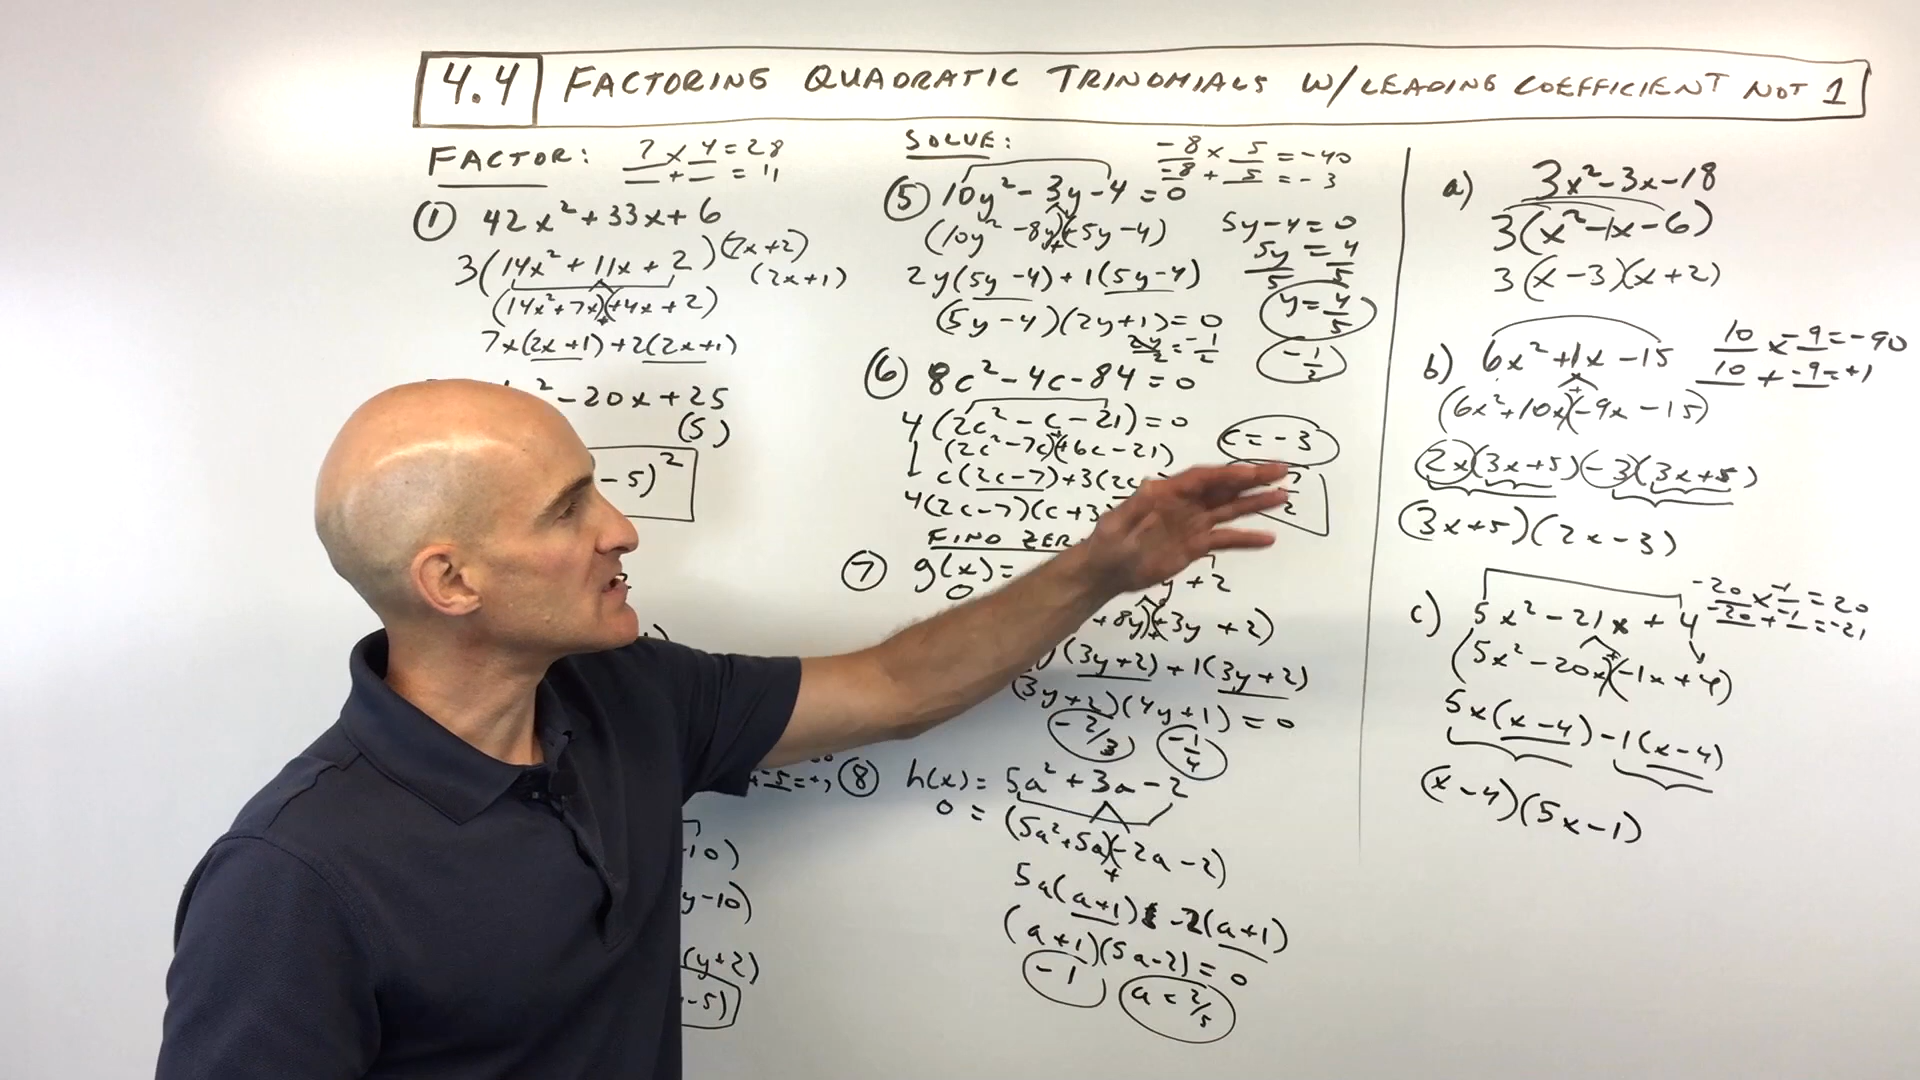 4.4 FACTORING QUADRATIC TRINOMIALS W/LEADING COEFFICIENT NOT 1
FACTOR: 7 x 4 = 28
_ + _ = 11
① 42x² + 33x + 6
3(14x² + 11x + 2)(7x+2)
(2x+1)
(14x²+7x)+(+4x+2)
7x(2x+1)+2(2x+1)
² - 20x + 25
(5)
- 5)²
-10)
y-10)
(y+2)
-5)
SOLVE:
-8 x 5 = -40
-8 + 5 = -3
⑤ 10y² - 3y - 4 = 0
(10y² - 8y)+(+5y-4)
2y(5y-4)+1(5y-4)
(5y-4)(2y+1)=0
2y/2 = -1/2
5y-4=0
5y/5 = 4/5
y = 4/5
-1/2
⑥ 8c² - 4c - 84 = 0
4(2c² - c - 21) = 0
(2c² - 7c)+(+6c-21)
c(2c-7)+3(2c
4(2c-7)(c+3)
c = -3
7/2
FIND ZER
⑦ g(x) =
y + 2
0
+8y)+(+3y+2)
(3y+2)+1(3y+2)
(3y+2)(4y+1) = 0
-2/3
-1/4
+ -5 = +
⑧ h(x) = 5a² + 3a - 2
0 = (5a²+5a)+(-2a-2)
5a(a+1) -2(a+1)
(a+1)(5a-2) = 0
-1
a = 2/5
a) 3x²-3x-18
3(x²-1x-6)
3(x-3)(x+2)
10 x -9 = -90
10 + -9 = +1
b) 6x²+1x-15
(6x²+10x)+(-9x-15)
2x(3x+5)-3(3x+5)
(3x+5)(2x-3)
-20 x -1 = 20
-20 + -1 = -21
c) 5x²-21x+4
(5x²-20x)+(-1x+4)
5x(x-4)-1(x-4)
(x-4)(5x-1)